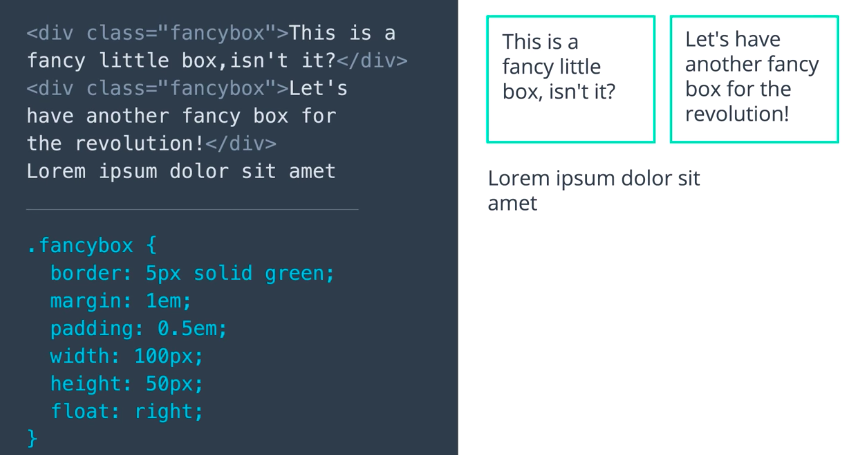 <div class="fancybox">This is a
fancy little box,isn't it?</div>
<div class="fancybox">Let's
have another fancy box for
the revolution!</div>
Lorem ipsum dolor sit amet
.fancybox {
  border: 5px solid green;
  margin: 1em;
  padding: 0.5em;
  width: 100px;
  height: 50px;
  float: right;
}
This is a
fancy little
box, isn't it?
Let's have
another fancy
box for the
revolution!
Lorem ipsum dolor sit
amet